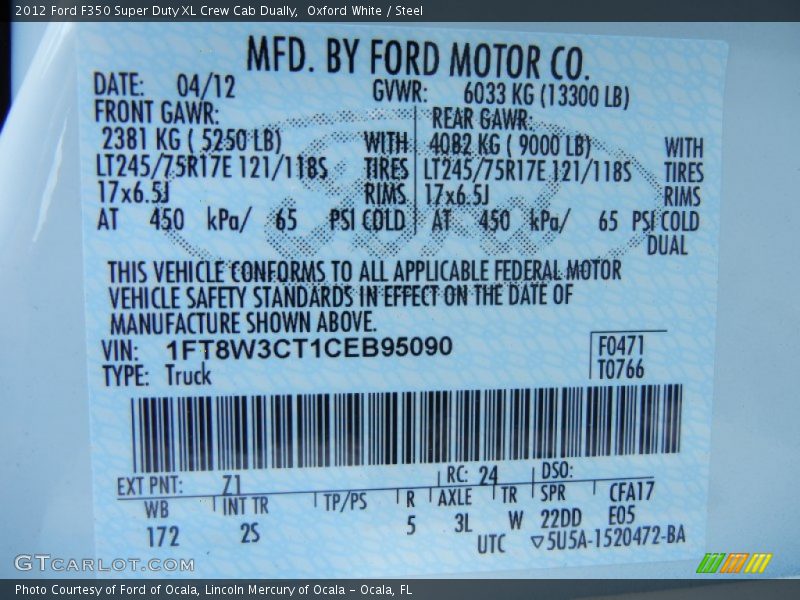 2012 Ford F350 Super Duty XL Crew Cab Dually, Oxford White / Steel
MFD. BY FORD MOTOR CO.
DATE: 04/12 GVWR: 6033 KG (13300 LB)
FRONT GAWR: REAR GAWR:
2381 KG ( 5250 LB) WITH 4082 KG ( 9000 LB) WITH
LT245/75R17E 121/118S TIRES LT245/75R17E 121/118S TIRES
17x6.5J RIMS 17x6.5J RIMS
AT 450 kPa/ 65 PSI COLD AT 450 kPa/ 65 PSI COLD
DUAL
THIS VEHICLE CONFORMS TO ALL APPLICABLE FEDERAL MOTOR
VEHICLE SAFETY STANDARDS IN EFFECT ON THE DATE OF
MANUFACTURE SHOWN ABOVE.
VIN: 1FT8W3CT1CEB95090 F0471
TYPE: Truck T0766
EXT PNT: Z1 RC: 24 DSO:
WB INT TR TP/PS R AXLE TR SPR CFA17
172 2S 5 3L W 22DD E05
UTC ▽5U5A-1520472-BA
GTCARLOT.COM
Photo Courtesy of Ford of Ocala, Lincoln Mercury of Ocala – Ocala, FL